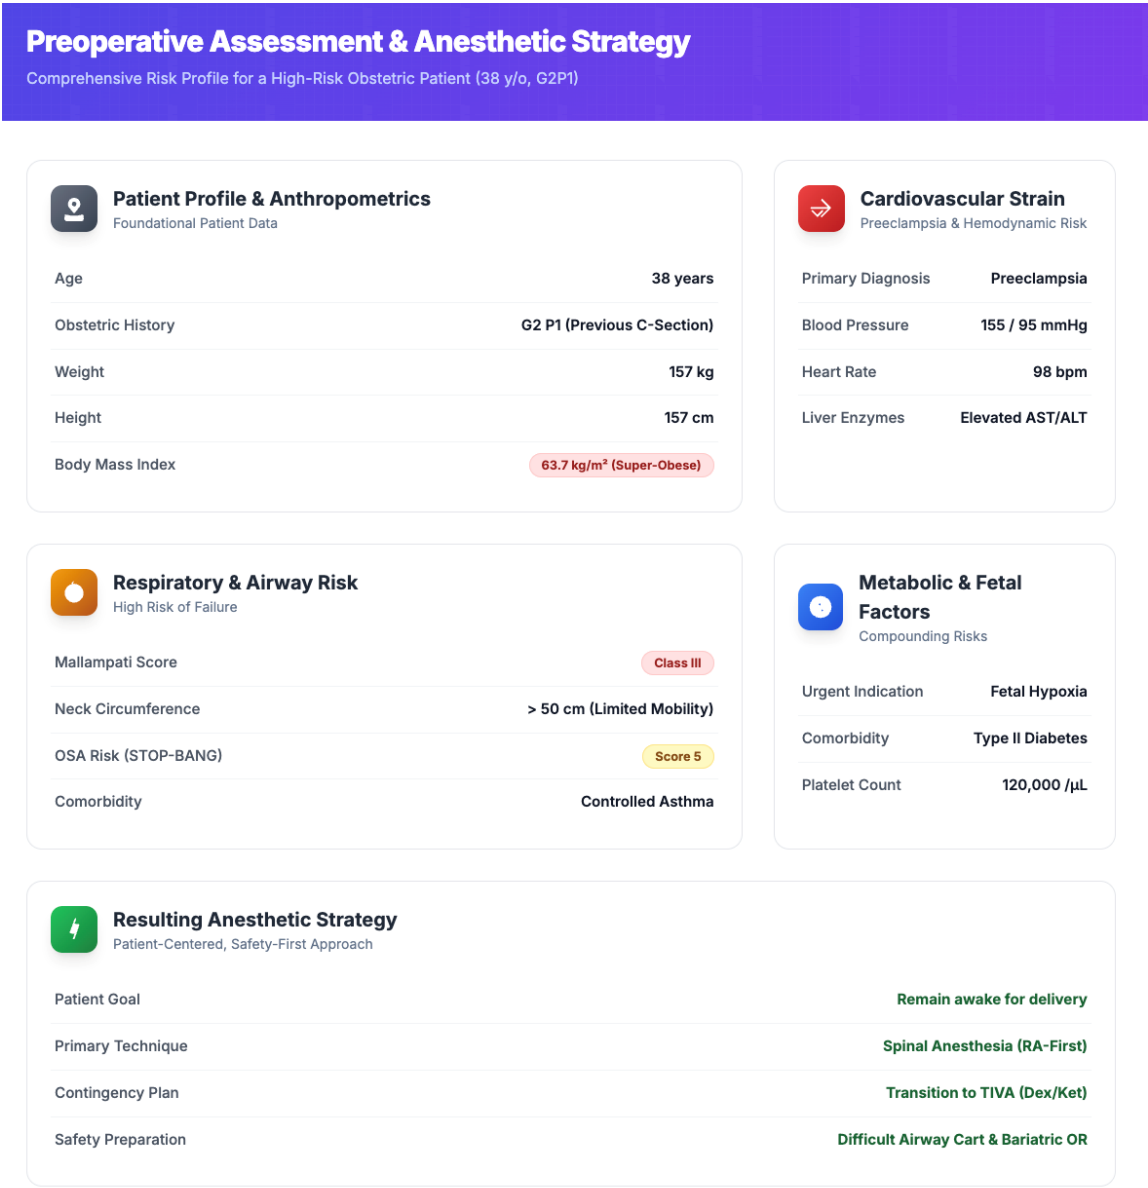 Preoperative Assessment & Anesthetic Strategy
Comprehensive Risk Profile for a High-Risk Obstetric Patient (38 y/o, G2P1)
Patient Profile & Anthropometrics
Foundational Patient Data
Age 38 years
Obstetric History G2 P1 (Previous C-Section)
Weight 157 kg
Height 157 cm
Body Mass Index 63.7 kg/m² (Super-Obese)
Cardiovascular Strain
Preeclampsia & Hemodynamic Risk
Primary Diagnosis Preeclampsia
Blood Pressure 155 / 95 mmHg
Heart Rate 98 bpm
Liver Enzymes Elevated AST/ALT
Respiratory & Airway Risk
High Risk of Failure
Mallampati Score Class III
Neck Circumference > 50 cm (Limited Mobility)
OSA Risk (STOP-BANG) Score 5
Comorbidity Controlled Asthma
Metabolic & Fetal
Factors
Compounding Risks
Urgent Indication Fetal Hypoxia
Comorbidity Type II Diabetes
Platelet Count 120,000 /µL
Resulting Anesthetic Strategy
Patient-Centered, Safety-First Approach
Patient Goal Remain awake for delivery
Primary Technique Spinal Anesthesia (RA-First)
Contingency Plan Transition to TIVA (Dex/Ket)
Safety Preparation Difficult Airway Cart & Bariatric OR